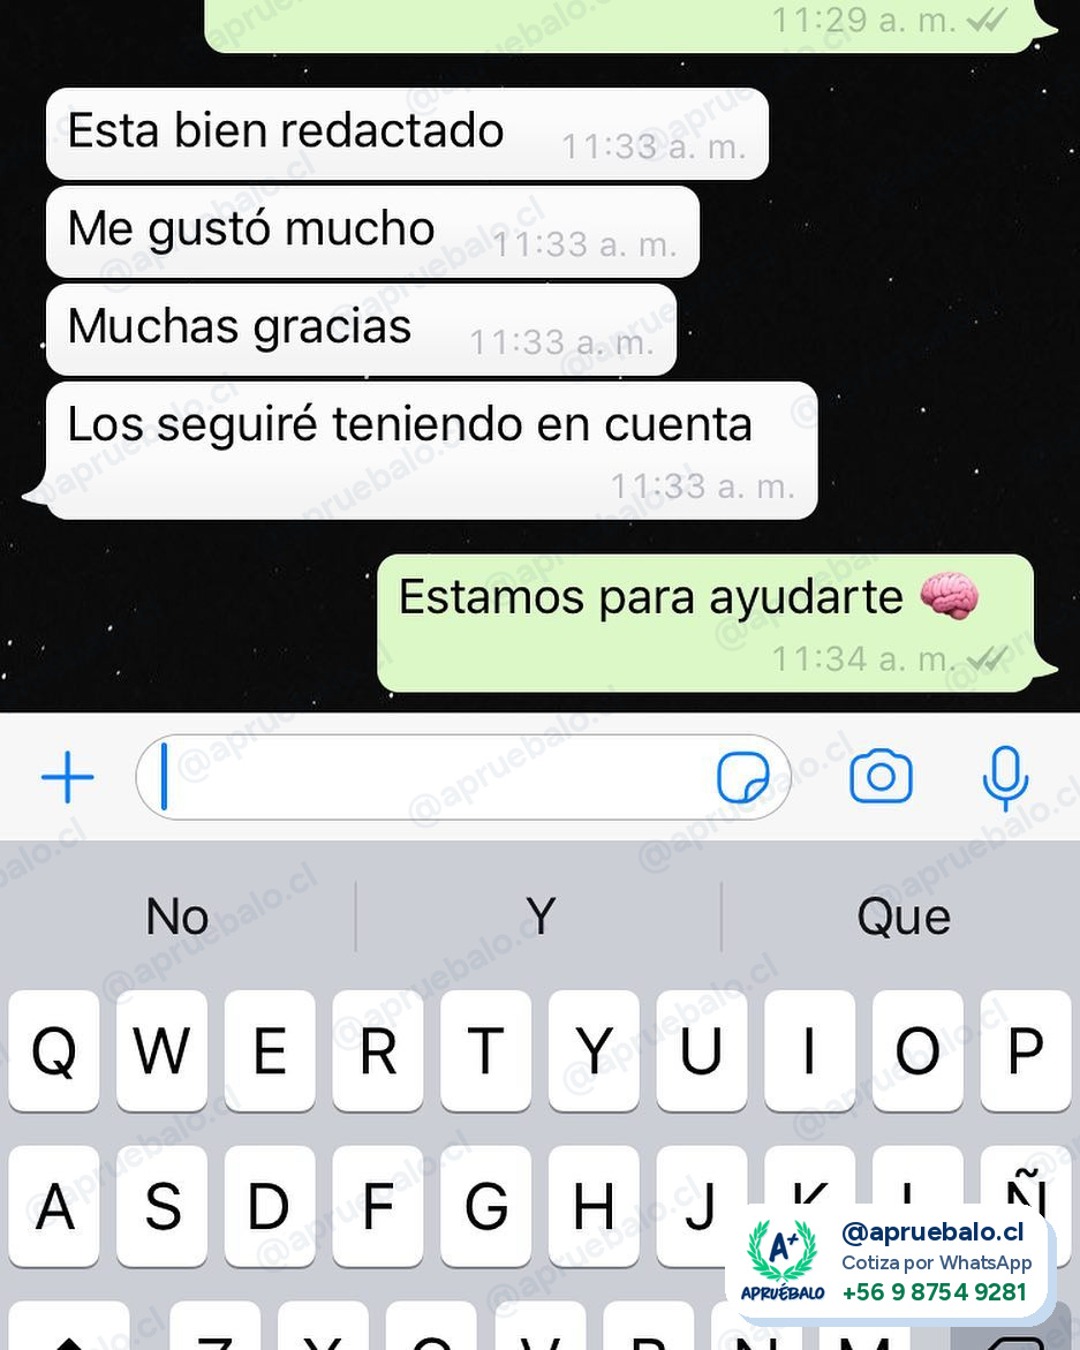 11:29 a. m.
Esta bien redactado 11:33 a. m.
Me gustó mucho 11:33 a. m.
Muchas gracias 11:33 a. m.
Los seguiré teniendo en cuenta
11:33 a. m.
Estamos para ayudarte 🧠
11:34 a. m.
No Y Que
Q W E R T Y U I O P
A S D F G H J K L Ñ
Z X C V B N M
A+
APRUÉBALO
@apruebalo.cl
Cotiza por WhatsApp
+56 9 8754 9281